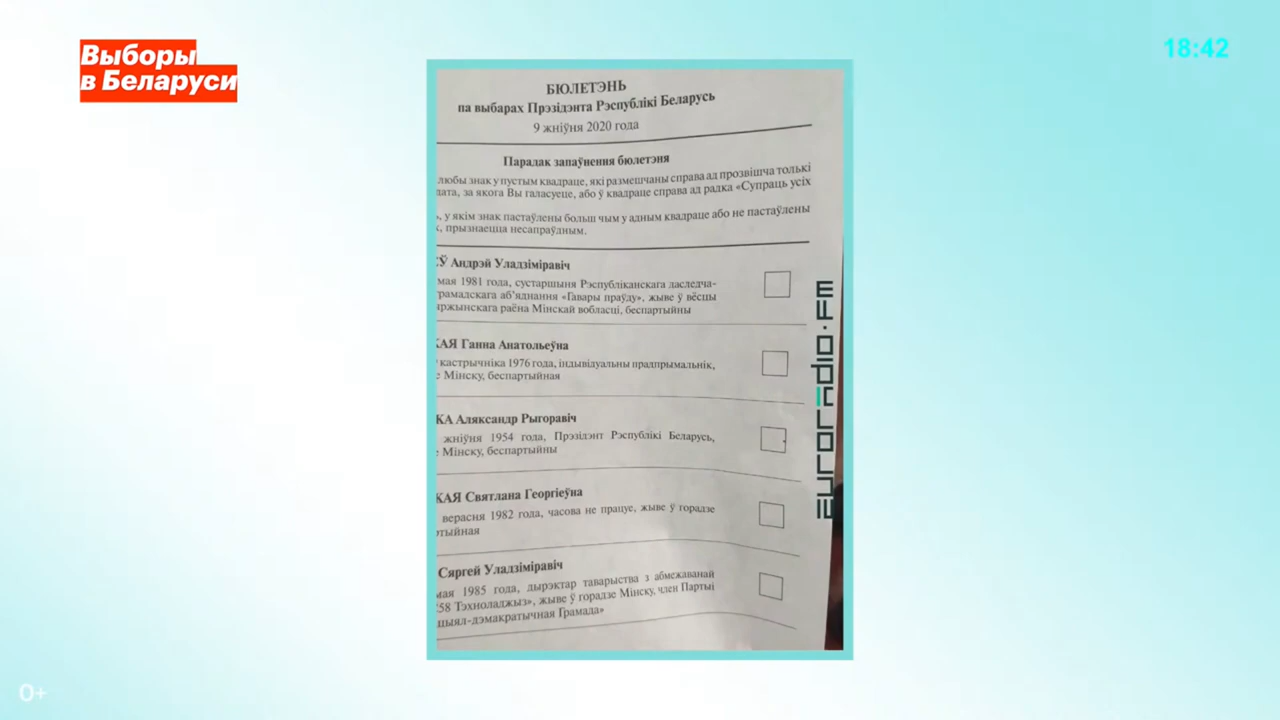 Выборы
в Беларуси
18:42
БЮЛЕТЭНЬ
па выбарах Прэзідэнта Рэспублікі Беларусь
9 жніўня 2020 года
Парадак запаўнення бюлетэня
любы знак у пустым квадраце, які размешчаны справа ад прозвішча толькі
дата, за якога Вы галасуеце, або ў квадраце справа ад радка «Супраць усіх
ь, у якім знак пастаўлены больш чым у адным квадраце або не пастаўлены
прызнаецца несапраўдным.
ЕЎ Андрэй Уладзіміравіч
мая 1981 года, сустаршыня Рэспубліканскага даследча-
грамадскага аб’яднання «Гавары праўду», жыве ў вёсцы
яржынскага раёна Мінскай вобласці, беспартыйны
КАЯ Ганна Анатольеўна
кастрычніка 1976 года, індывідуальны прадпрымальнік,
Мінску, беспартыйная
КА Аляксандр Рыгоравіч
жніўня 1954 года, Прэзідэнт Рэспублікі Беларусь,
Мінску, беспартыйны
КАЯ Святлана Георгіеўна
верасня 1982 года, часова не працуе, жыве ў горадзе
ртыйная
Сяргей Уладзіміравіч
мая 1985 года, дырэктар таварыства з абмежаванай
«58 Тэхноладжыз», жыве ў горадзе Мінску, член Партыі
цыял-дэмакратычная Грамада»
EURORADIO.FM
0+